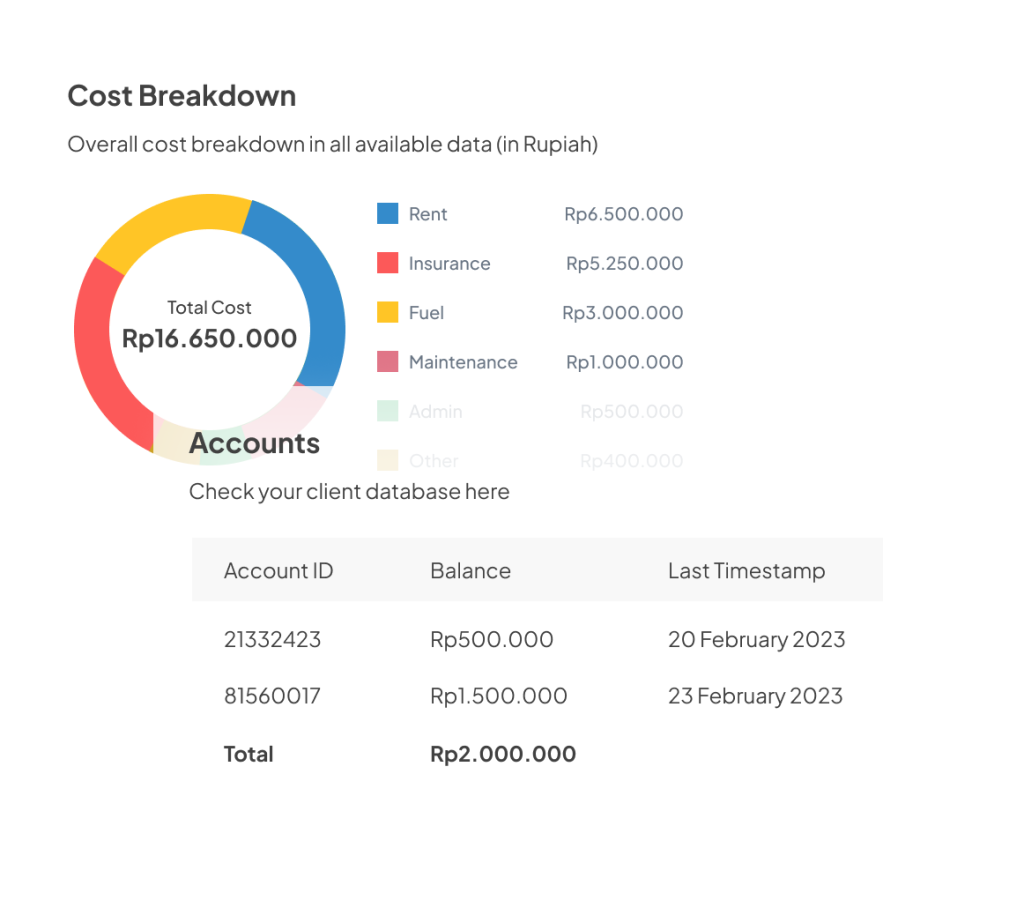 Cost Breakdown
Overall cost breakdown in all available data (in Rupiah)
Total Cost
Rp16.650.000
Rent Rp6.500.000
Insurance Rp5.250.000
Fuel Rp3.000.000
Maintenance Rp1.000.000
Admin Rp500.000
Other Rp400.000
Accounts
Check your client database here
Account ID Balance Last Timestamp
21332423 Rp500.000 20 February 2023
81560017 Rp1.500.000 23 February 2023
Total Rp2.000.000